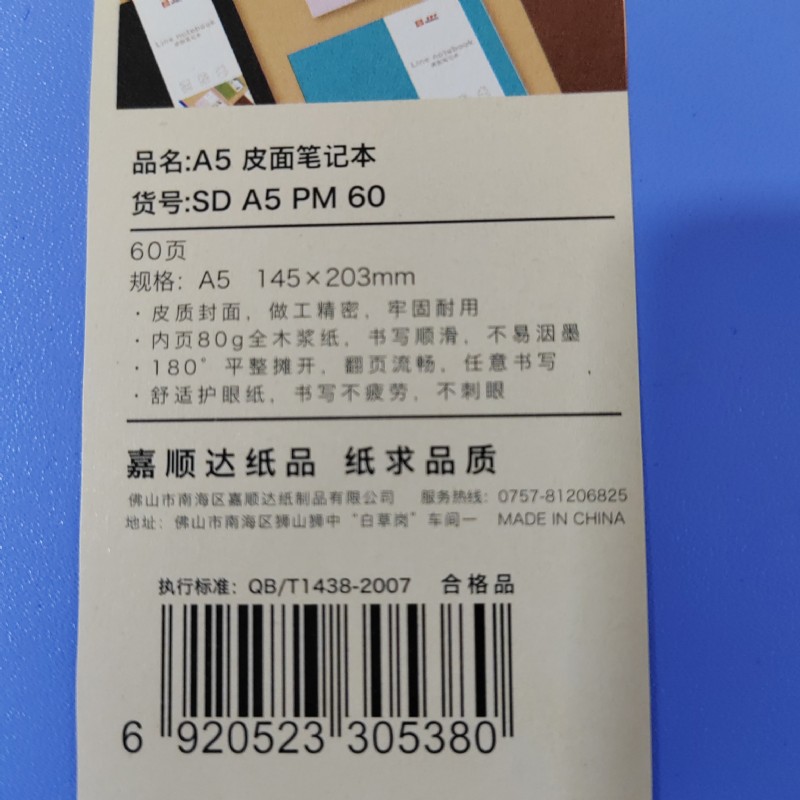 Line notebook
Line notebook
品名:A5 皮面笔记本
货号:SD A5 PM 60
60页
规格：A5 145×203mm
·皮质封面，做工精密，牢固耐用
·内页80g全木浆纸，书写顺滑，不易洇墨
·180°平整摊开，翻页流畅，任意书写
·舒适护眼纸，书写不疲劳，不刺眼
嘉顺达纸品 纸求品质
佛山市南海区嘉顺达纸制品有限公司 服务热线：0757-81206825
地址：佛山市南海区狮山狮中“白草岗”车间一 MADE IN CHINA
执行标准：QB/T1438-2007 合格品
6 920523 305380